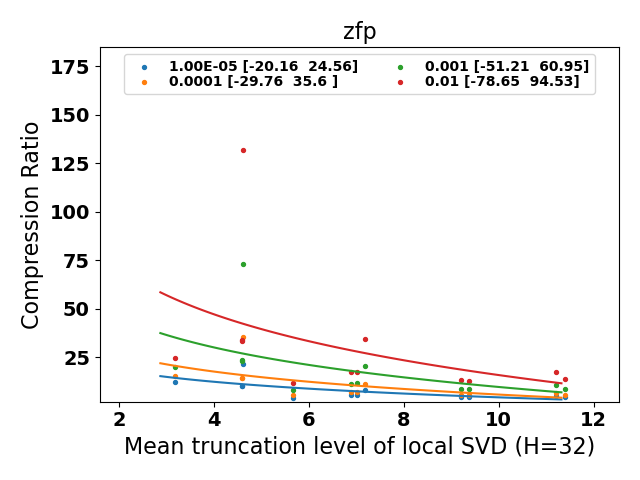 zfp
1.00E-05 [-20.16  24.56]
0.0001 [-29.76  35.6 ]
0.001 [-51.21  60.95]
0.01 [-78.65  94.53]
Compression Ratio
175
150
125
100
75
50
25
2 4 6 8 10 12
Mean truncation level of local SVD (H=32)